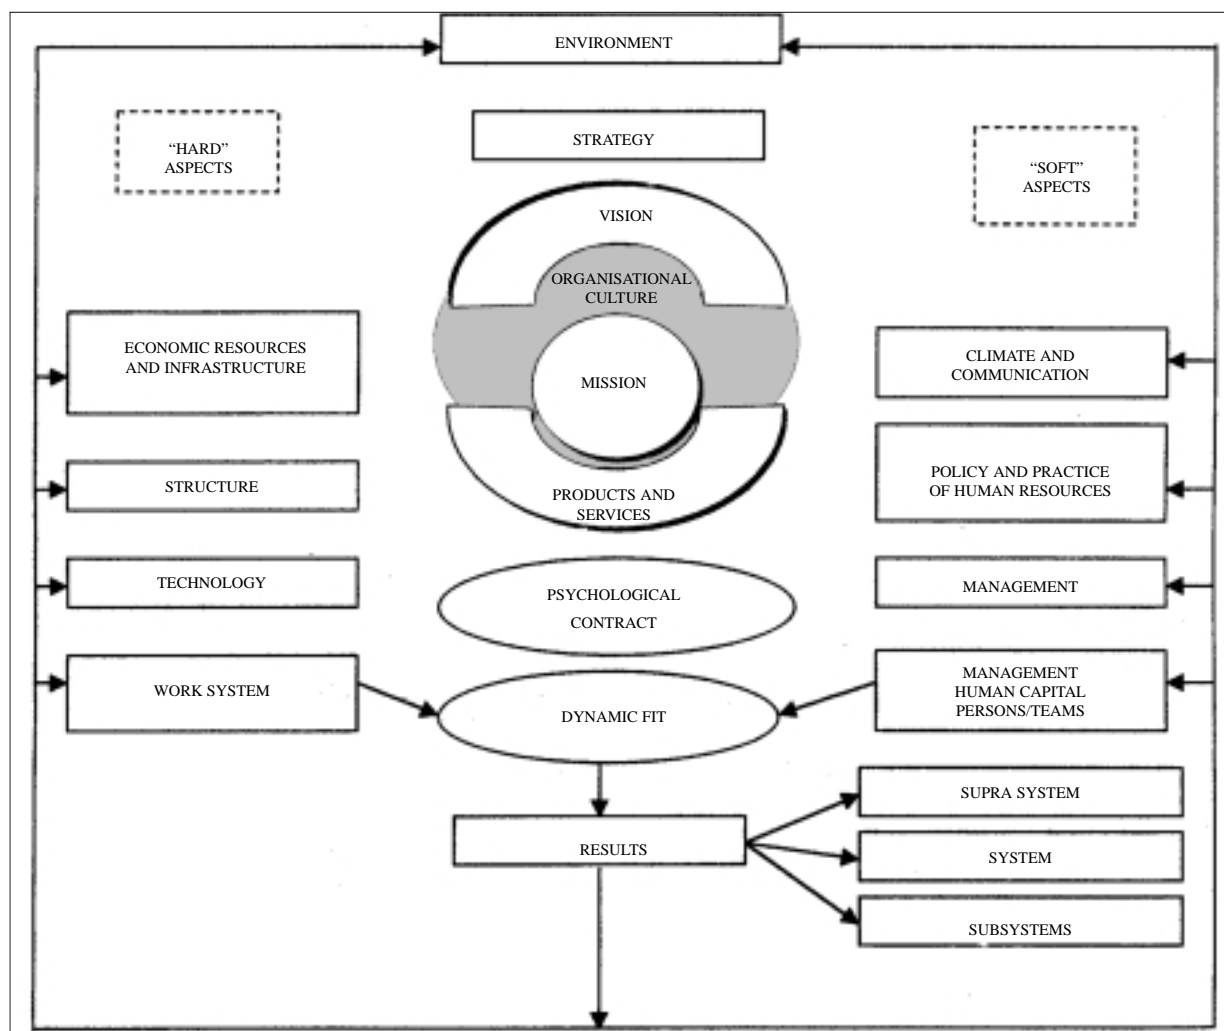 ENVIRONMENT
STRATEGY
“HARD”
ASPECTS
“SOFT”
ASPECTS
VISION
ORGANISATIONAL
CULTURE
MISSION
PRODUCTS AND
SERVICES
ECONOMIC RESOURCES
AND INFRASTRUCTURE
STRUCTURE
TECHNOLOGY
WORK SYSTEM
CLIMATE AND
COMMUNICATION
POLICY AND PRACTICE
OF HUMAN RESOURCES
MANAGEMENT
MANAGEMENT
HUMAN CAPITAL
PERSONS/TEAMS
PSYCHOLOGICAL
CONTRACT
DYNAMIC FIT
RESULTS
SUPRA SYSTEM
SYSTEM
SUBSYSTEMS